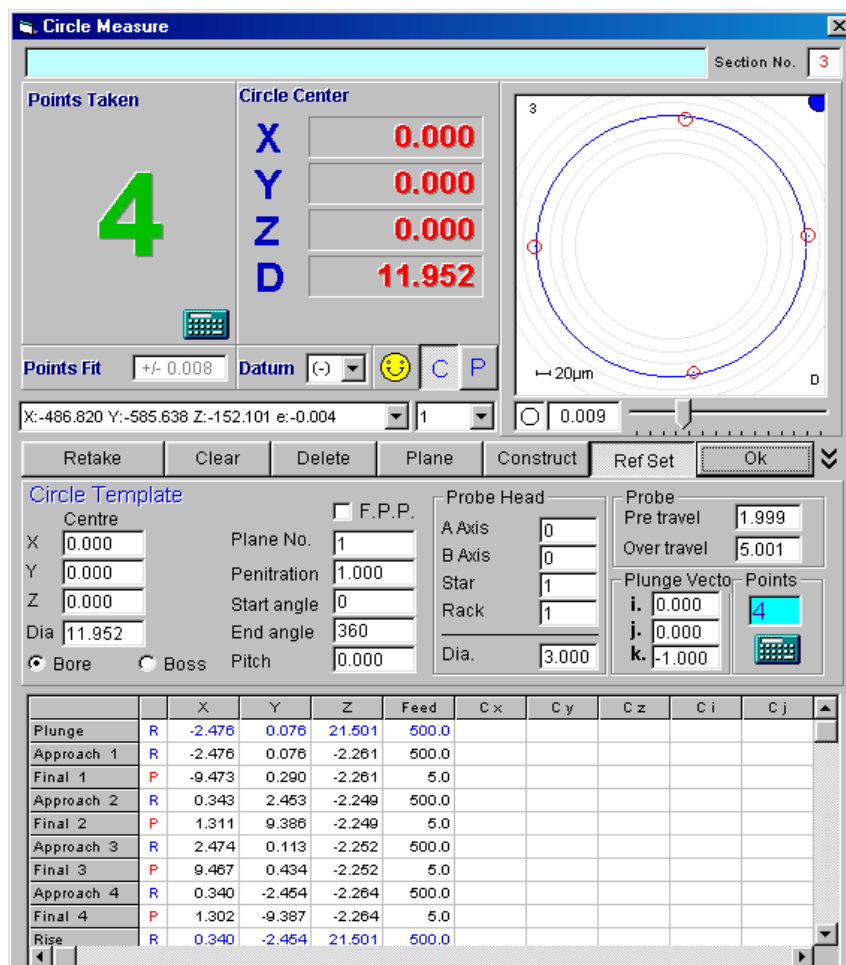 Circle Measure
Section No. 3
Points Taken
4
Circle Center
X 0.000
Y 0.000
Z 0.000
D 11.952
3
20µm
D
Points Fit +/- 0.008 Datum (-) C P
X:-486.820 Y:-585.638 Z:-152.101 e:-0.004 1
0.009
Retake Clear Delete Plane Construct Ref Set Ok
Circle Template
Centre
X 0.000
Y 0.000
Z 0.000
Dia 11.952
Bore Boss
F.P.P.
Plane No. 1
Penitration 1.000
Start angle 0
End angle 360
Pitch 0.000
Probe Head
A Axis 0
B Axis 0
Star 1
Rack 1
Dia. 3.000
Probe
Pre travel 1.999
Over travel 5.001
Plunge Vecto
i. 0.000
j. 0.000
k. -1.000
Points
4
X Y Z Feed C x C y C z C i C j
Plunge R -2.476 0.076 21.501 500.0
Approach 1 R -2.476 0.076 -2.261 500.0
Final 1 P -9.473 0.290 -2.261 5.0
Approach 2 R 0.343 2.453 -2.249 500.0
Final 2 P 1.311 9.386 -2.249 5.0
Approach 3 R 2.474 0.113 -2.252 500.0
Final 3 P 9.467 0.434 -2.252 5.0
Approach 4 R 0.340 -2.454 -2.264 500.0
Final 4 P 1.302 -9.387 -2.264 5.0
Rise R 0.340 -2.454 21.501 500.0